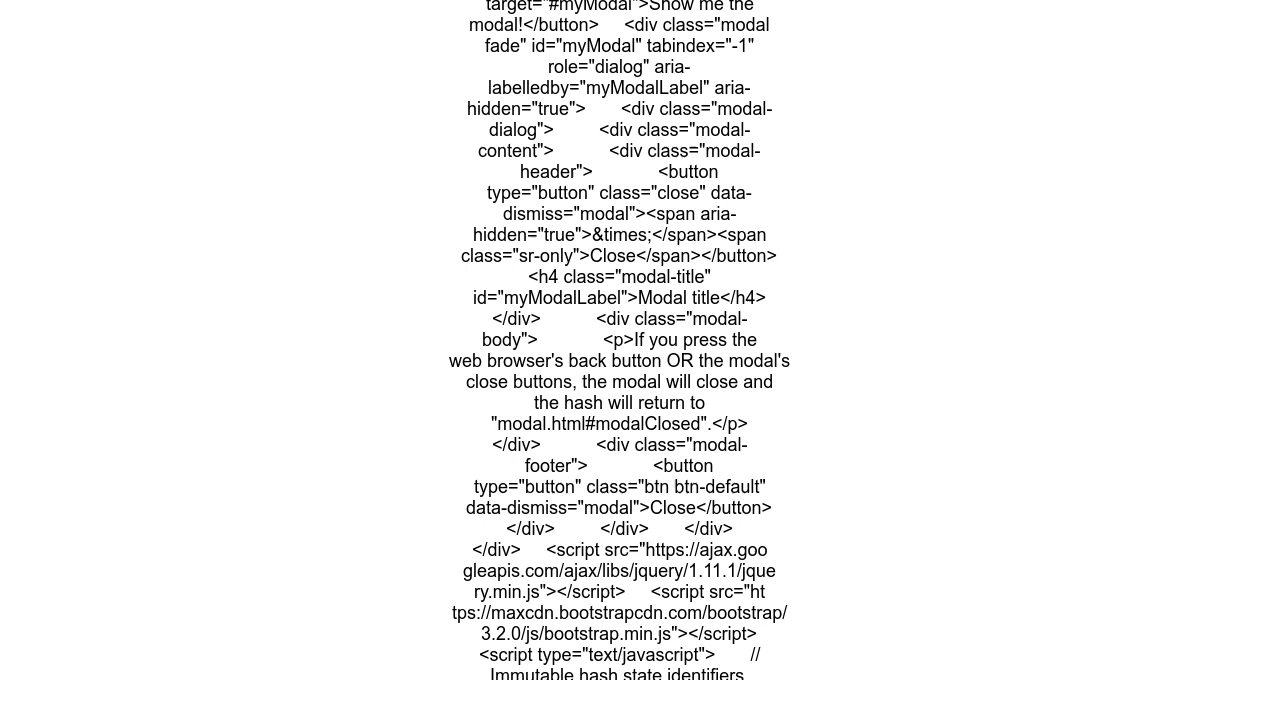 target="#myModal">Show me the
modal!</button> <div class="modal
fade" id="myModal" tabindex="-1"
role="dialog" aria-
labelledby="myModalLabel" aria-
hidden="true"> <div class="modal-
dialog"> <div class="modal-
content"> <div class="modal-
header"> <button
type="button" class="close" data-
dismiss="modal"><span aria-
hidden="true">&times;</span><span
class="sr-only">Close</span></button>
<h4 class="modal-title"
id="myModalLabel">Modal title</h4>
</div> <div class="modal-
body"> <p>If you press the
web browser's back button OR the modal's
close buttons, the modal will close and
the hash will return to
"modal.html#modalClosed".</p>
</div> <div class="modal-
footer"> <button
type="button" class="btn btn-default"
data-dismiss="modal">Close</button>
</div> </div> </div>
</div> <script src="https://ajax.goo
gleapis.com/ajax/libs/jquery/1.11.1/jque
ry.min.js"></script> <script src="ht
tps://maxcdn.bootstrapcdn.com/bootstrap/
3.2.0/js/bootstrap.min.js"></script>
<script type="text/javascript"> //
Immutable hash state identifiers